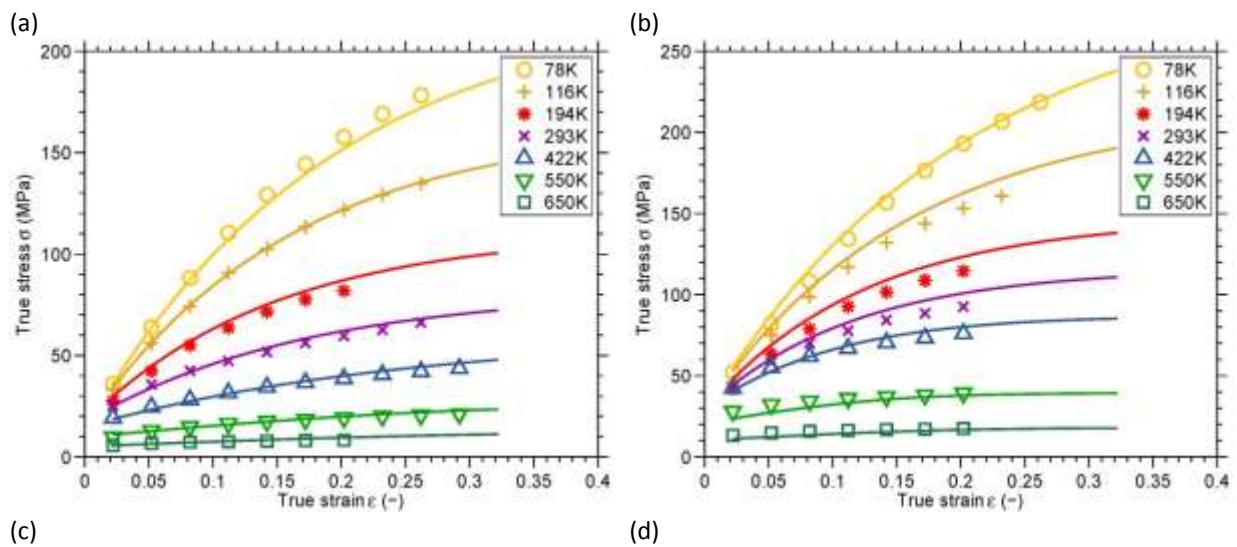 (a)
(b)
200
150
100
50
0
True stress σ (MPa)
78K
116K
194K
293K
422K
550K
650K
0 0.05 0.1 0.15 0.2 0.25 0.3 0.35 0.4
True strain ε (−)
250
200
150
100
50
0
True stress σ (MPa)
78K
116K
194K
293K
422K
550K
650K
0 0.05 0.1 0.15 0.2 0.25 0.3 0.35 0.4
True strain ε (−)
(c)
(d)